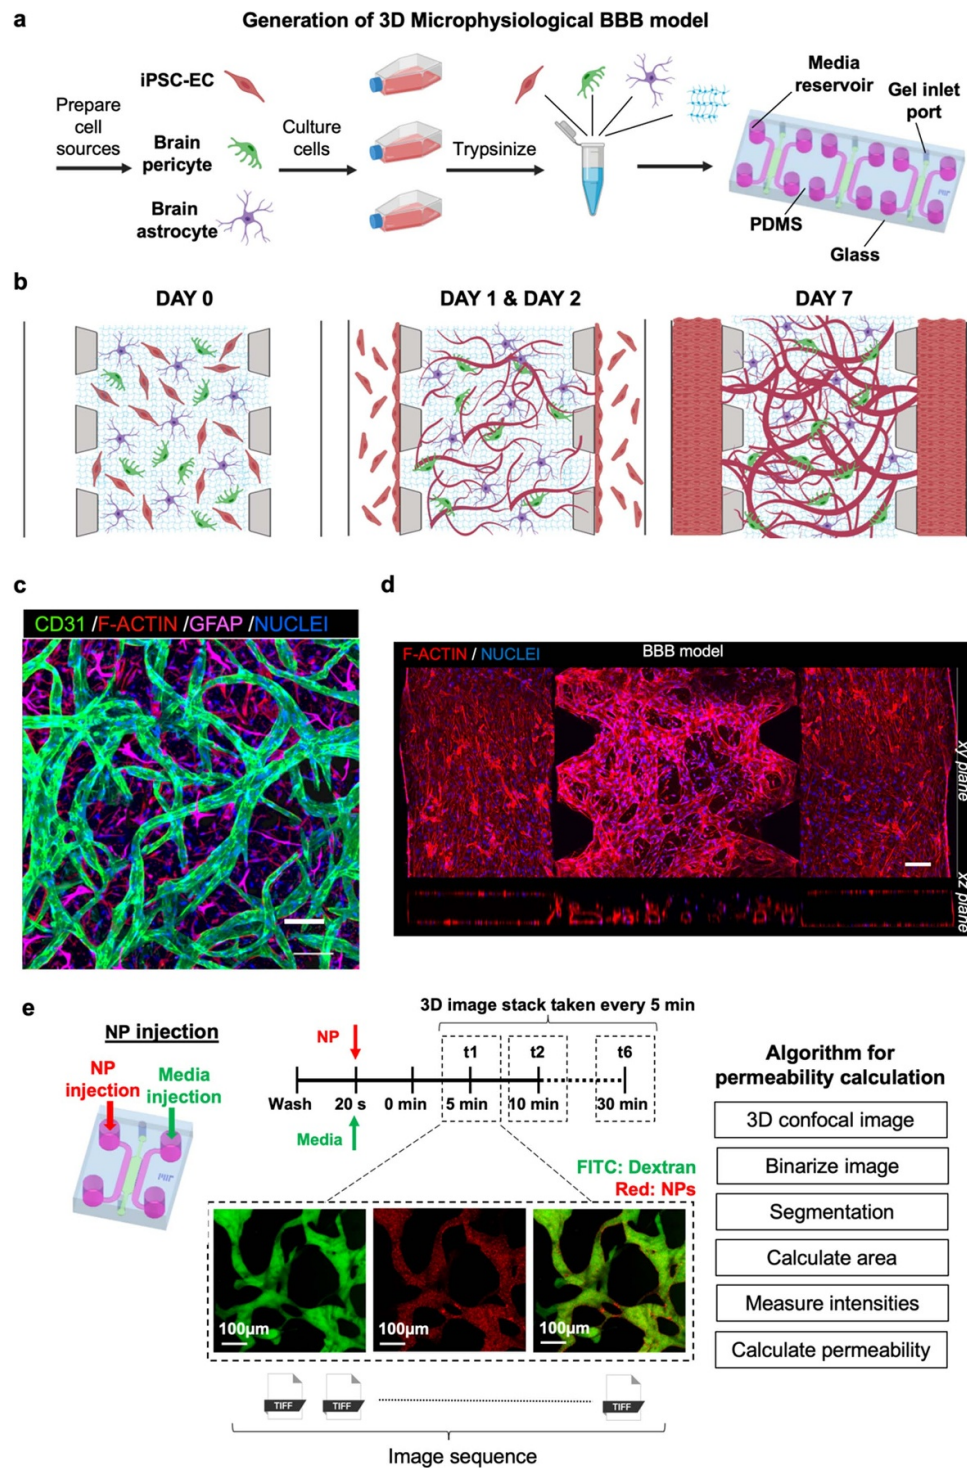 a
Generation of 3D Microphysiological BBB model
Prepare
cell
sources
iPSC-EC
Brain
pericyte
Brain
astrocyte
Culture
cells
Trypsinize
Media
reservoir
Gel inlet
port
PDMS
Glass
b
DAY 0
DAY 1 & DAY 2
DAY 7
c
CD31 /F-ACTIN /GFAP /NUCLEI
d
F-ACTIN / NUCLEI
BBB model
xy plane
xz plane
e
NP injection
NP
injection
Media
injection
3D image stack taken every 5 min
NP
t1
t2
t6
Wash
20 s
0 min
5 min
10 min
30 min
Media
FITC: Dextran
Red: NPs
100μm
100μm
100μm
TIFF
TIFF
TIFF
Image sequence
Algorithm for
permeability calculation
3D confocal image
Binarize image
Segmentation
Calculate area
Measure intensities
Calculate permeability